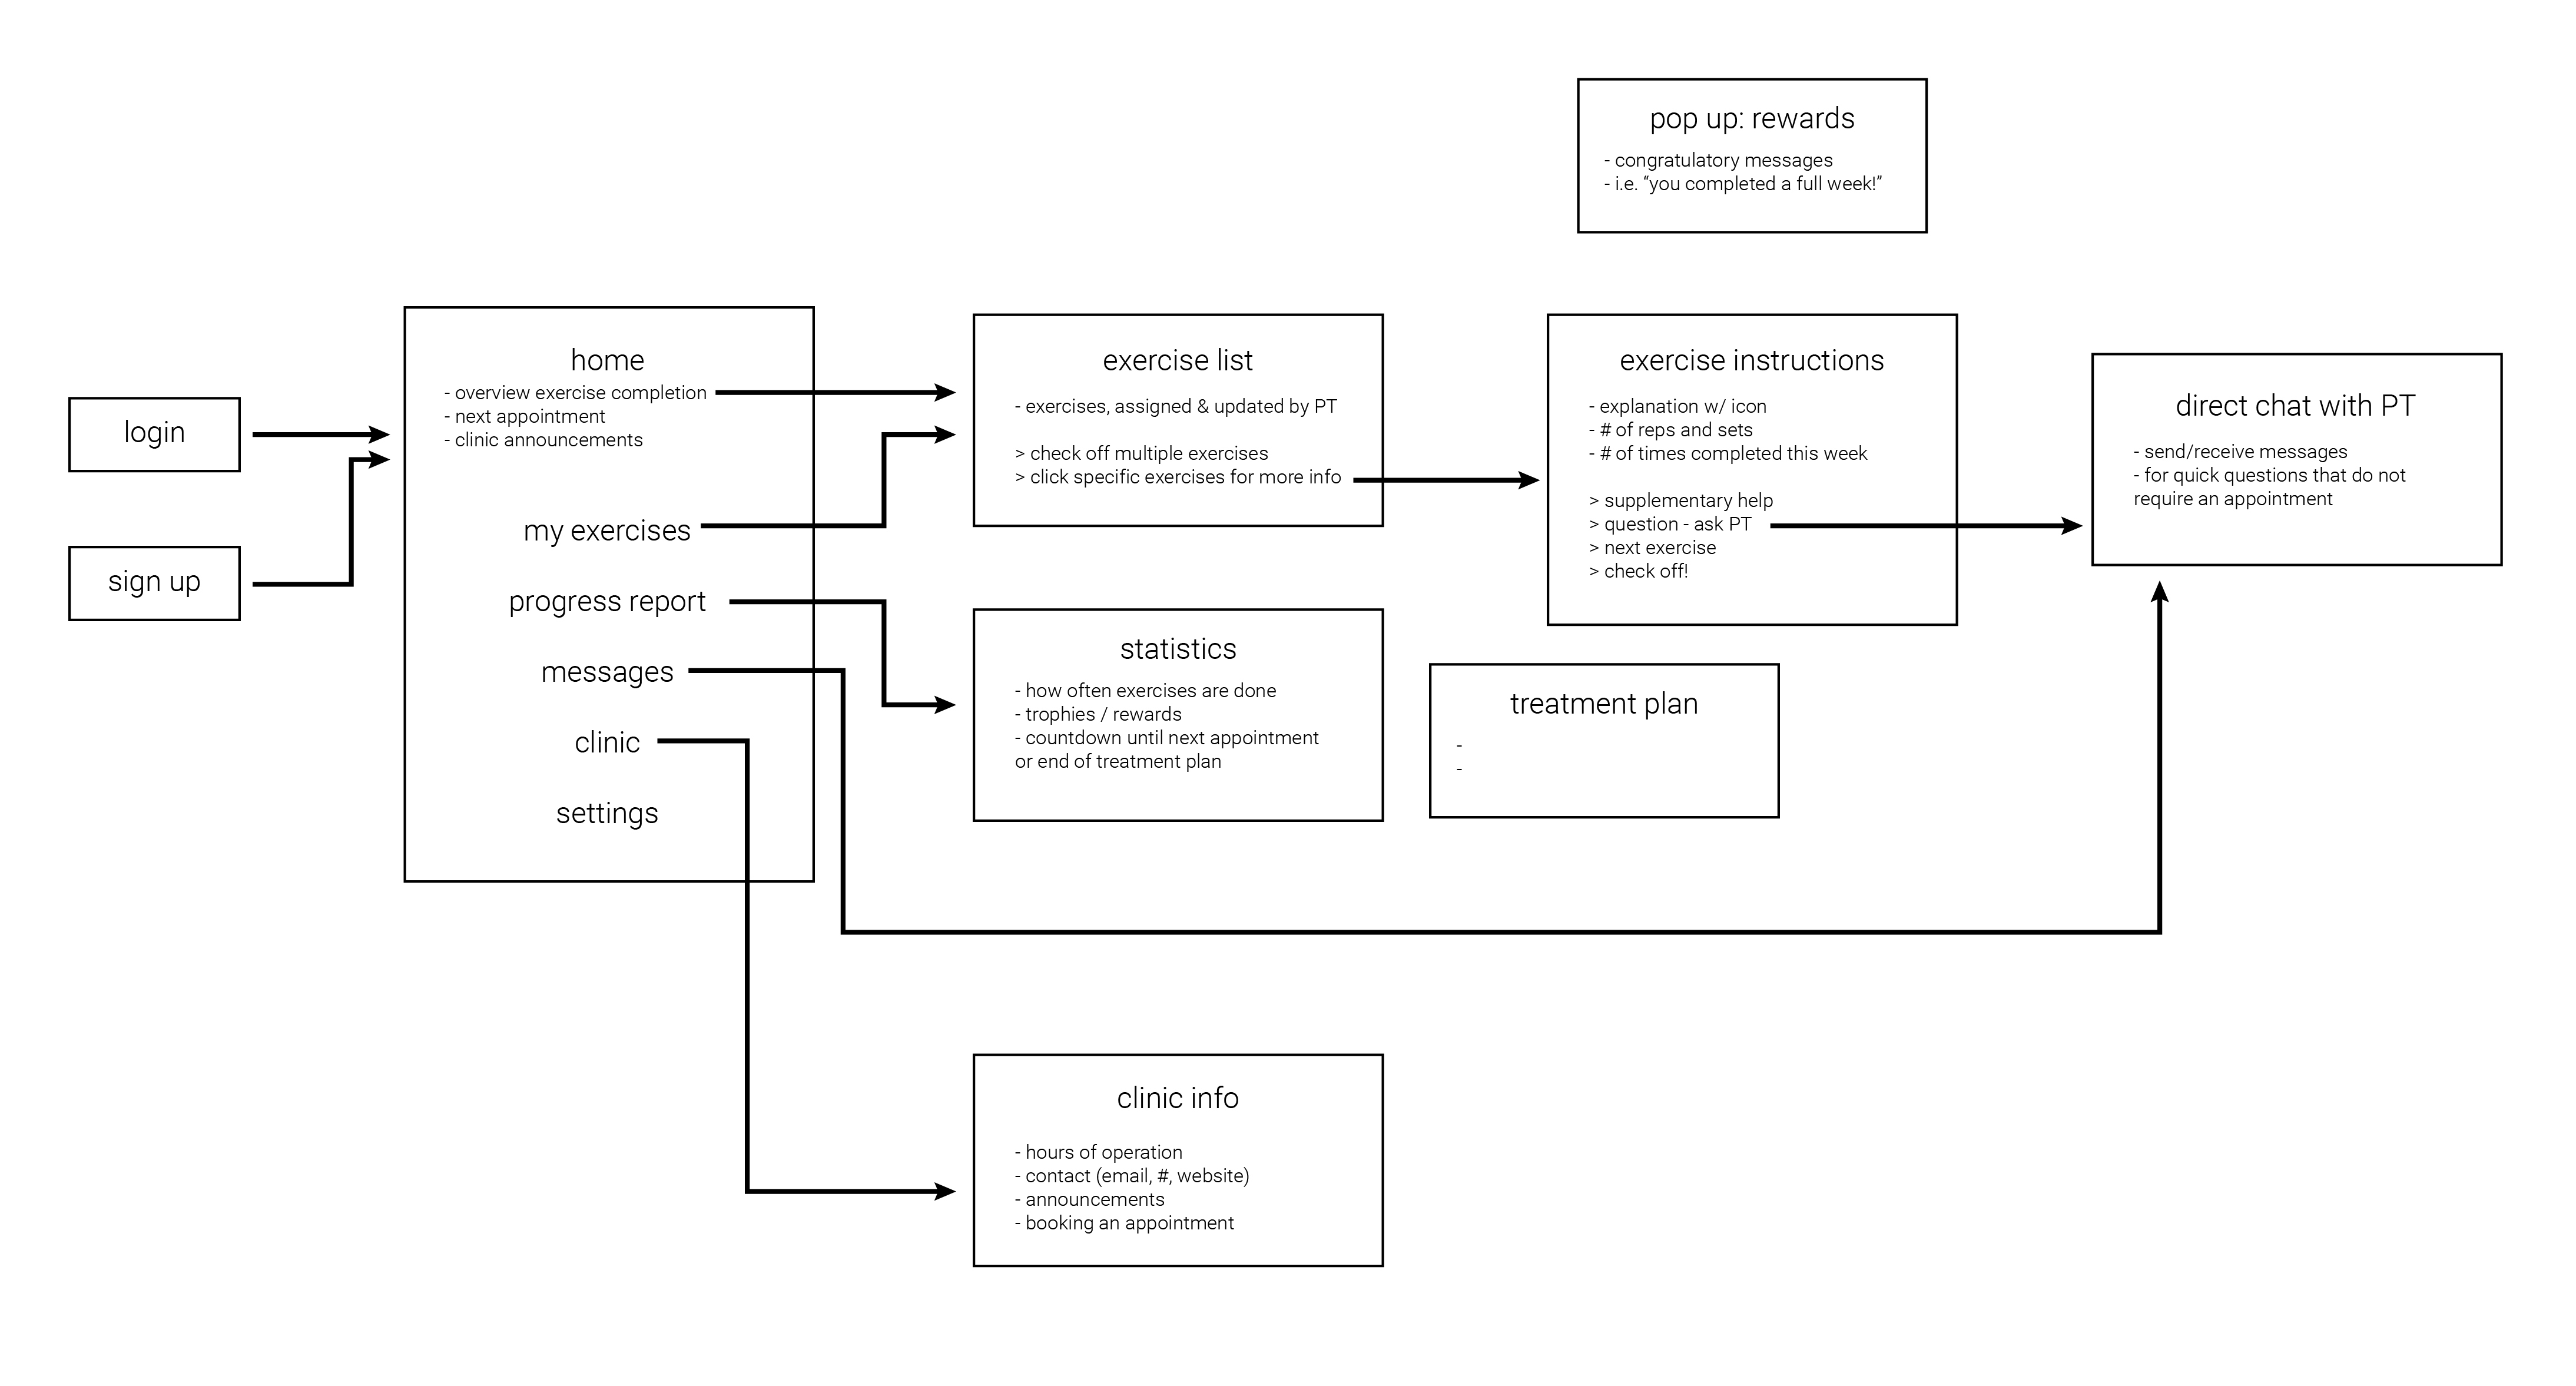 pop up: rewards
- congratulatory messages
- i.e. “you completed a full week!”
login
sign up
home
- overview exercise completion
- next appointment
- clinic announcements
my exercises
progress report
messages
clinic
settings
exercise list
- exercises, assigned & updated by PT
> check off multiple exercises
> click specific exercises for more info
exercise instructions
- explanation w/ icon
- # of reps and sets
- # of times completed this week
> supplementary help
> question - ask PT
> next exercise
> check off!
direct chat with PT
- send/receive messages
- for quick questions that do not
require an appointment
statistics
- how often exercises are done
- trophies / rewards
- countdown until next appointment
or end of treatment plan
treatment plan
-
-
clinic info
- hours of operation
- contact (email, #, website)
- announcements
- booking an appointment